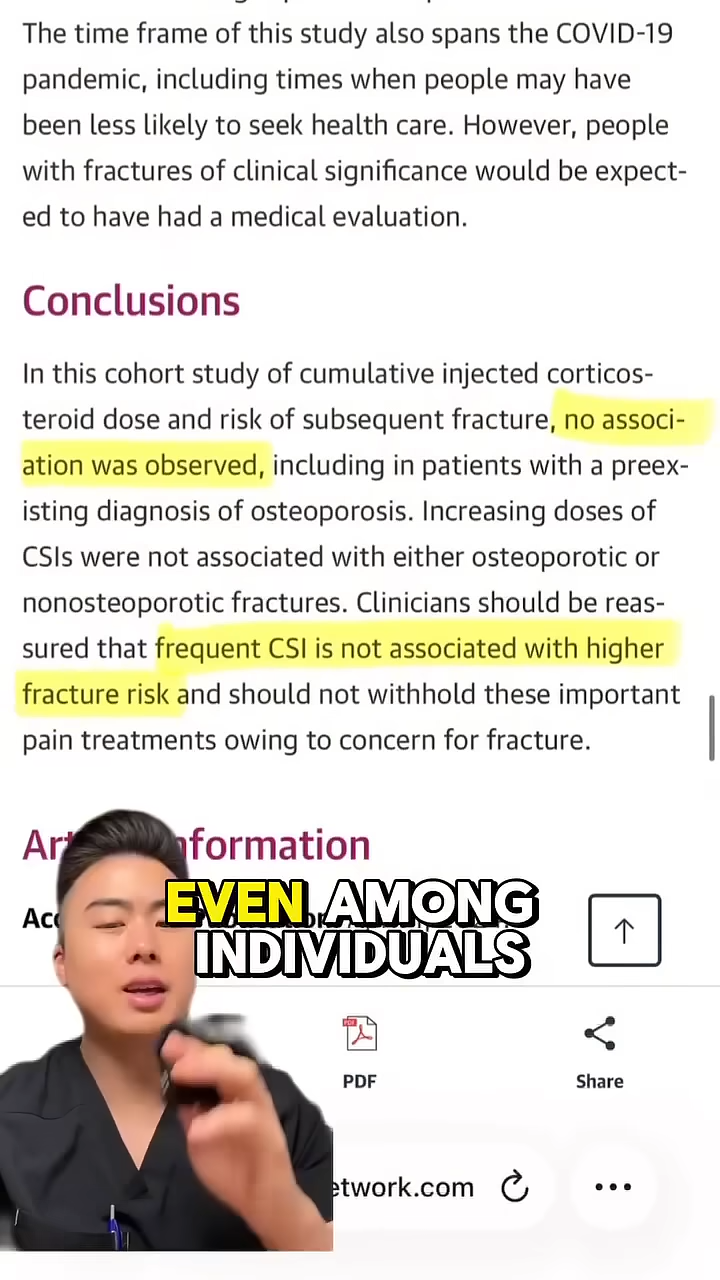 The time frame of this study also spans the COVID-19
pandemic, including times when people may have
been less likely to seek health care. However, people
with fractures of clinical significance would be expect-
ed to have had a medical evaluation.
Conclusions
In this cohort study of cumulative injected corticos-
teroid dose and risk of subsequent fracture, no associ-
ation was observed, including in patients with a preex-
isting diagnosis of osteoporosis. Increasing doses of
CSIs were not associated with either osteoporotic or
nonosteoporotic fractures. Clinicians should be reas-
sured that frequent CSI is not associated with higher
fracture risk and should not withhold these important
pain treatments owing to concern for fracture.
EVEN AMONG
INDIVIDUALS
PDF
PDF
Share
etwork.com